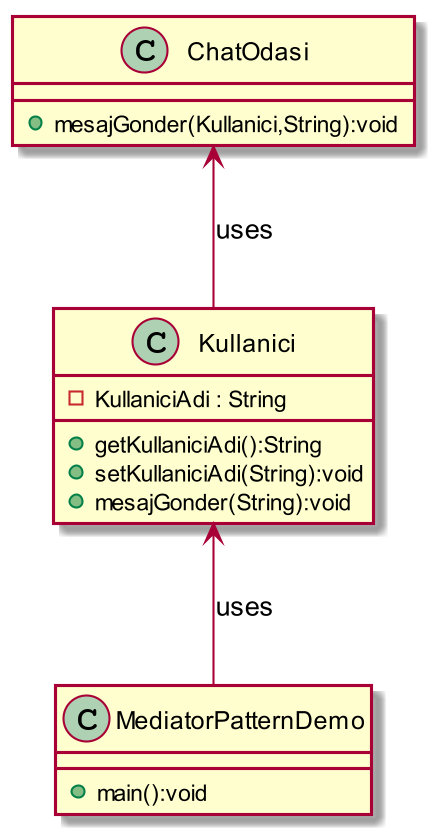 C ChatOdasi
mesajGonder(Kullanici,String):void
uses
C Kullanici
KullaniciAdi : String
getKullaniciAdi():String
setKullaniciAdi(String):void
mesajGonder(String):void
uses
C MediatorPatternDemo
main():void